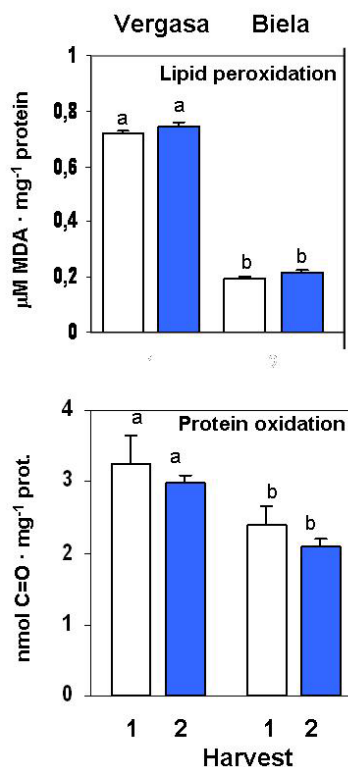 Vergasa Biela
Lipid peroxidation
µM MDA · mg⁻¹ protein
1
0,8
0,6
0,4
0,2
0
a a b b
Protein oxidation
nmol C=O · mg⁻¹ prot.
4
3
2
1
0
a a b b
1 2 1 2
Harvest